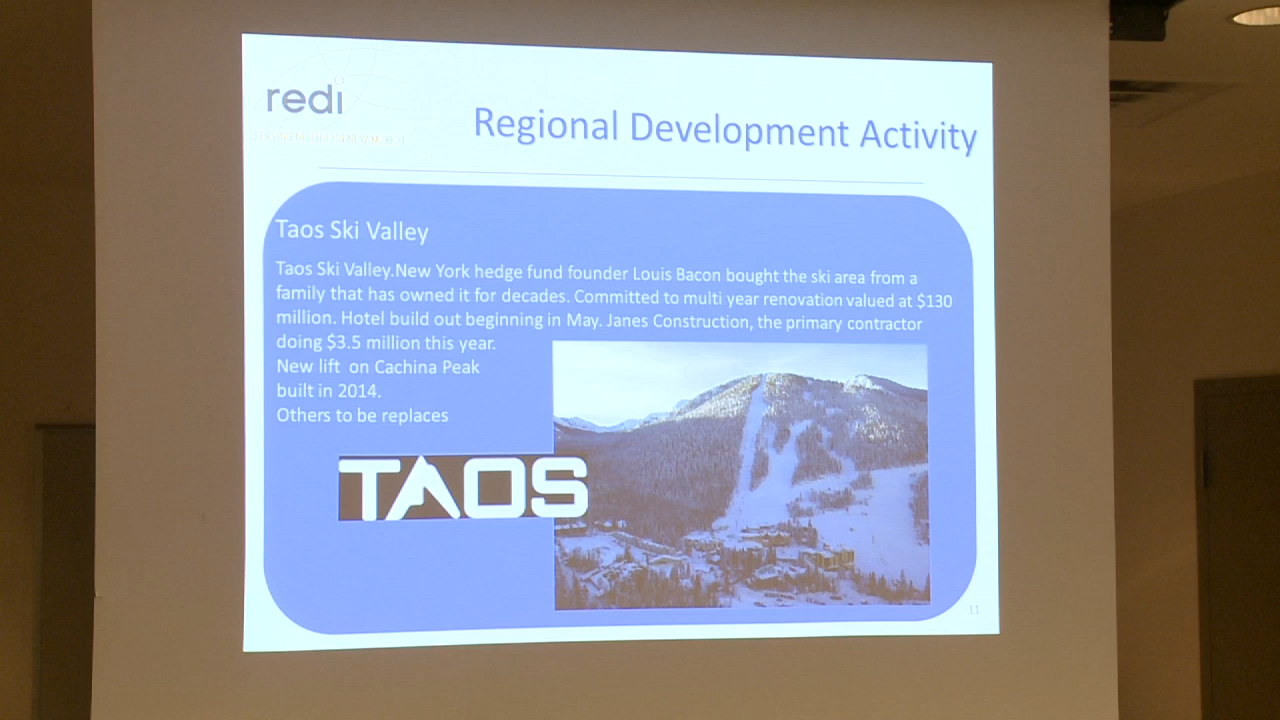 redi
Regional Development Activity
Taos Ski Valley
Taos Ski Valley.New York hedge fund founder Louis Bacon bought the ski area from a
family that has owned it for decades. Committed to multi year renovation valued at $130
million. Hotel build out beginning in May. Janes Construction, the primary contractor
doing $3.5 million this year.
New lift on Cachina Peak
built in 2014.
Others to be replaces
TAOS
11